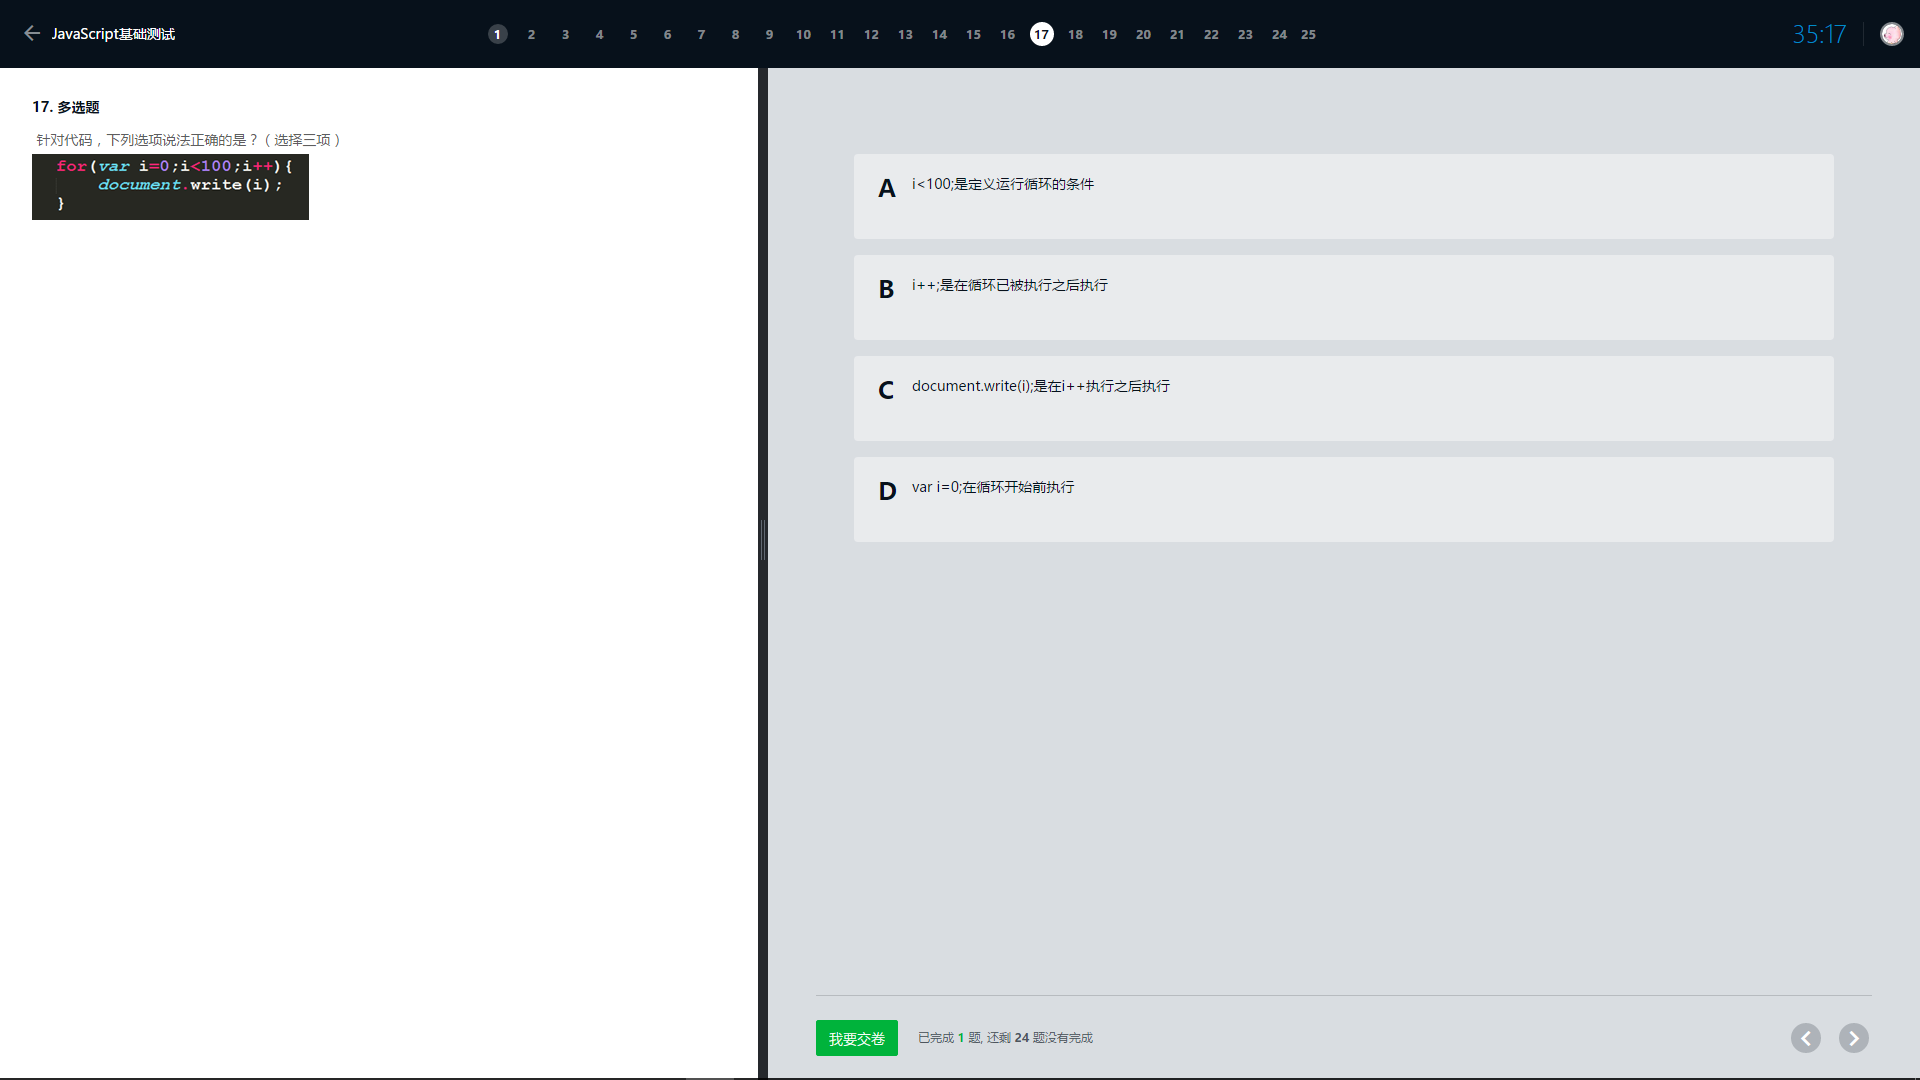 JavaScript基础测试
1 2 3 4 5 6 7 8 9 10 11 12 13 14 15 16 17 18 19 20 21 22 23 24 25
35:17
17. 多选题
针对代码，下列选项说法正确的是？（选择三项）
for(var i=0;i<100;i++){
    document.write(i);
}
A i<100;是定义运行循环的条件
B i++;是在循环已被执行之后执行
C document.write(i);是在i++执行之后执行
D var i=0;在循环开始前执行
我要交卷
已完成 1 题, 还剩 24 题没有完成